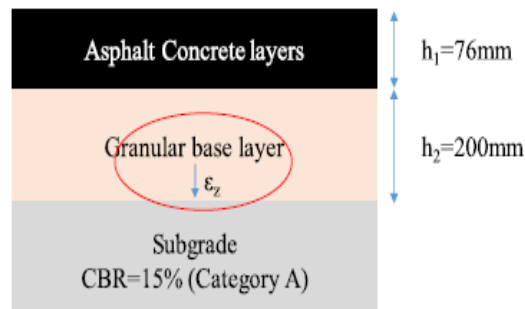 Asphalt Concrete layers
h₁=76mm
Granular base layer
h₂=200mm
εz
Subgrade
CBR=15% (Category A)